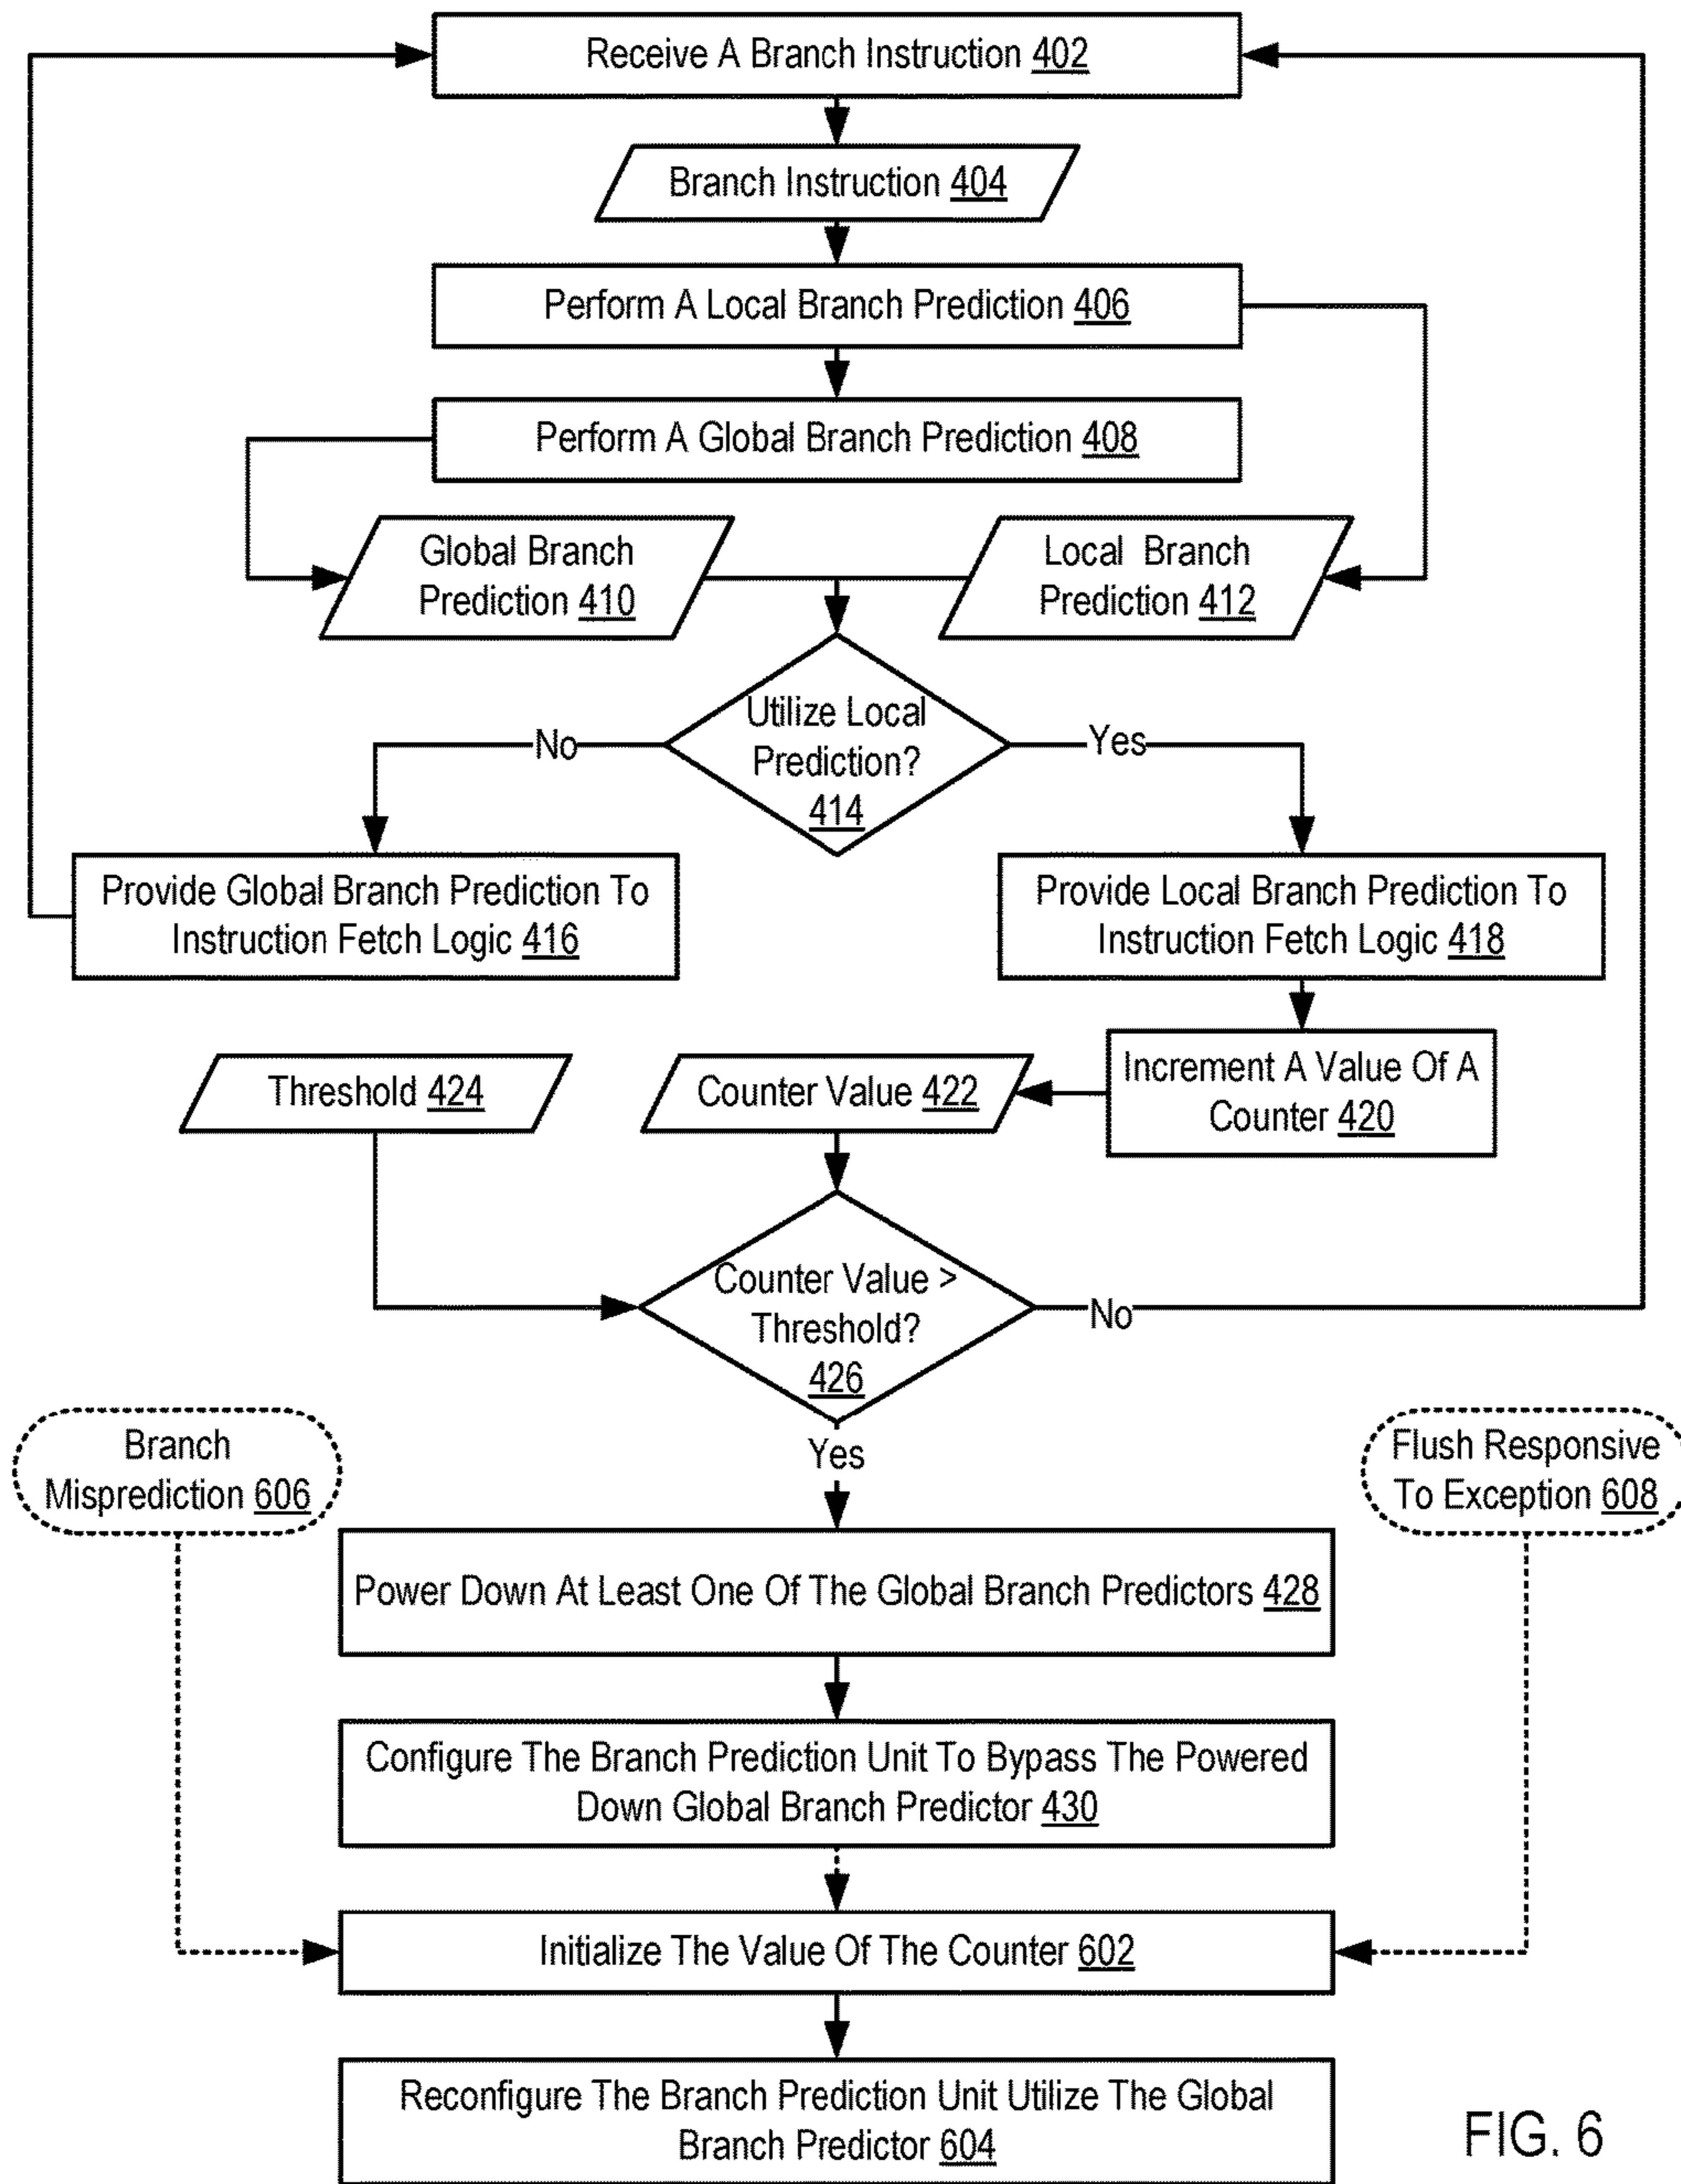 Receive A Branch Instruction 402
Branch Instruction 404
Perform A Local Branch Prediction 406
Perform A Global Branch Prediction 408
Global Branch
Prediction 410
Local Branch
Prediction 412
Utilize Local
Prediction?
414
No
Yes
Provide Global Branch Prediction To
Instruction Fetch Logic 416
Provide Local Branch Prediction To
Instruction Fetch Logic 418
Threshold 424
Counter Value 422
Increment A Value Of A
Counter 420
Counter Value >
Threshold?
426
No
Yes
Branch
Misprediction 606
Flush Responsive
To Exception 608
Power Down At Least One Of The Global Branch Predictors 428
Configure The Branch Prediction Unit To Bypass The Powered
Down Global Branch Predictor 430
Initialize The Value Of The Counter 602
Reconfigure The Branch Prediction Unit Utilize The Global
Branch Predictor 604
FIG. 6